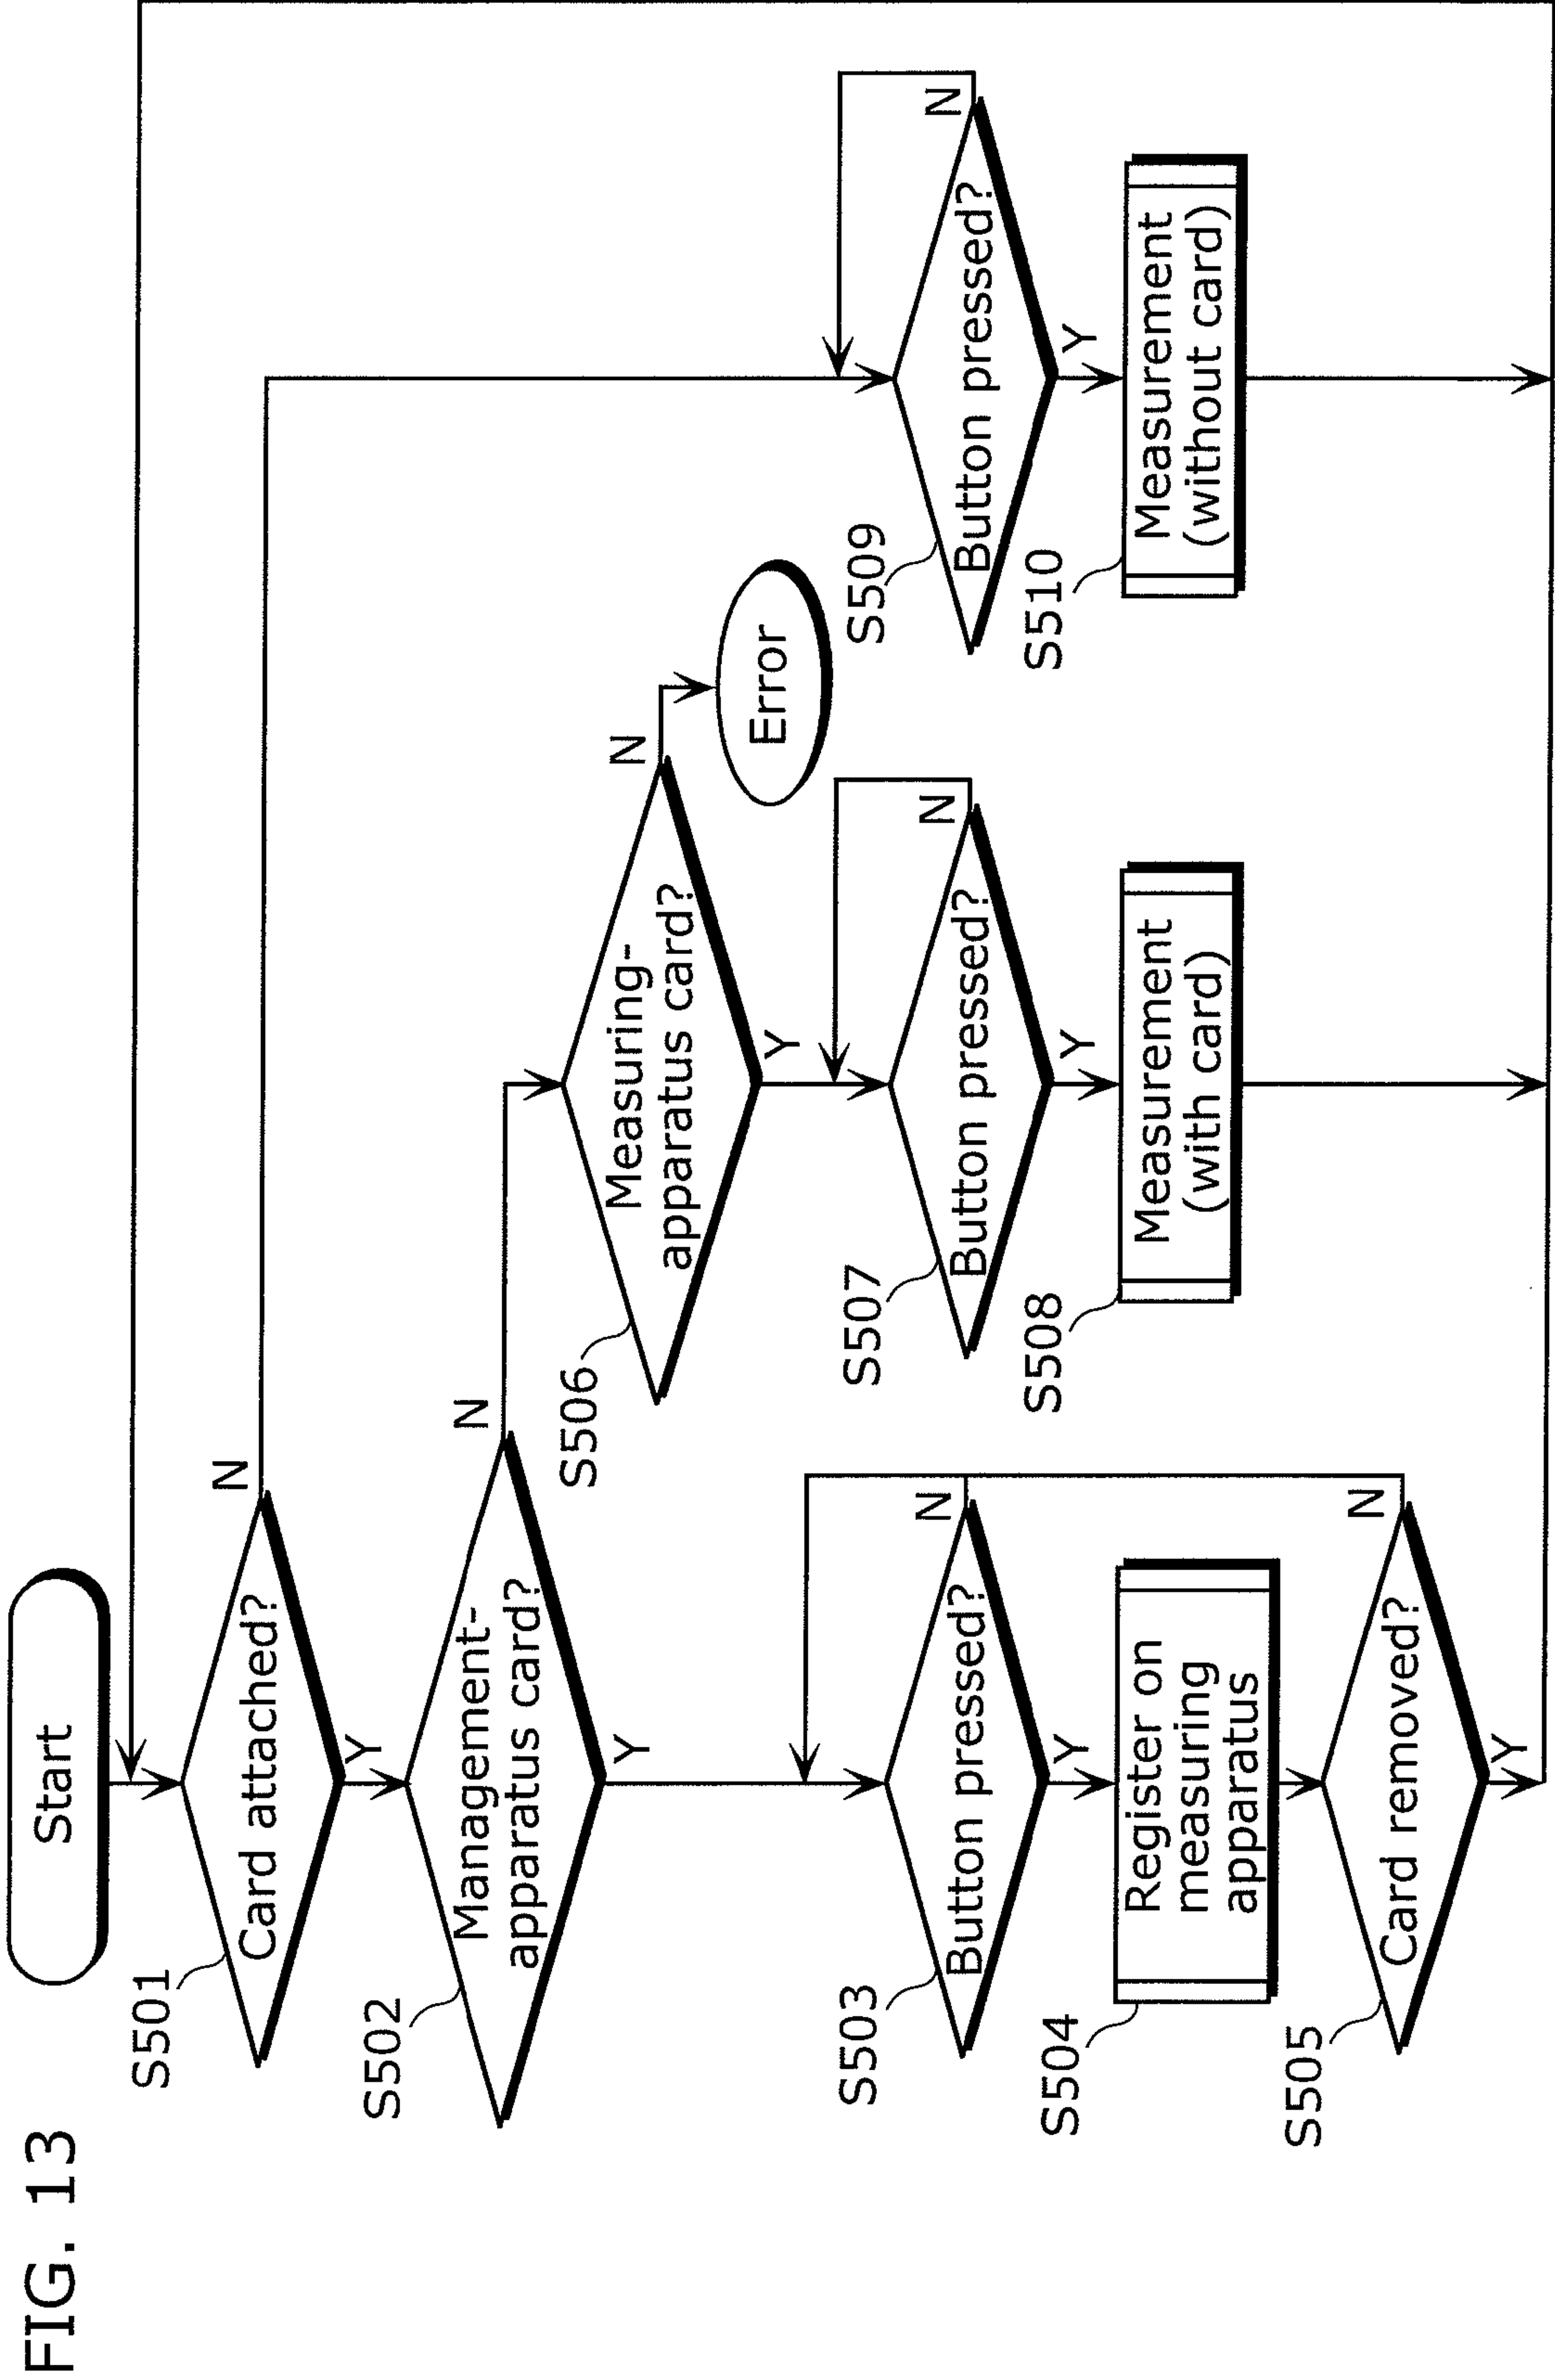 FIG. 13
Start
S501
Card attached?
N
Y
S502
Management-
apparatus card?
N
Y
S503
Button pressed?
N
Y
S504
Register on
measuring
apparatus
S505
Card removed?
N
Y
S506
Measuring-
apparatus card?
N
Error
Y
S507
Button pressed?
N
Y
S508
Measurement
(with card)
S509
Button pressed?
N
Y
S510
Measurement
(without card)